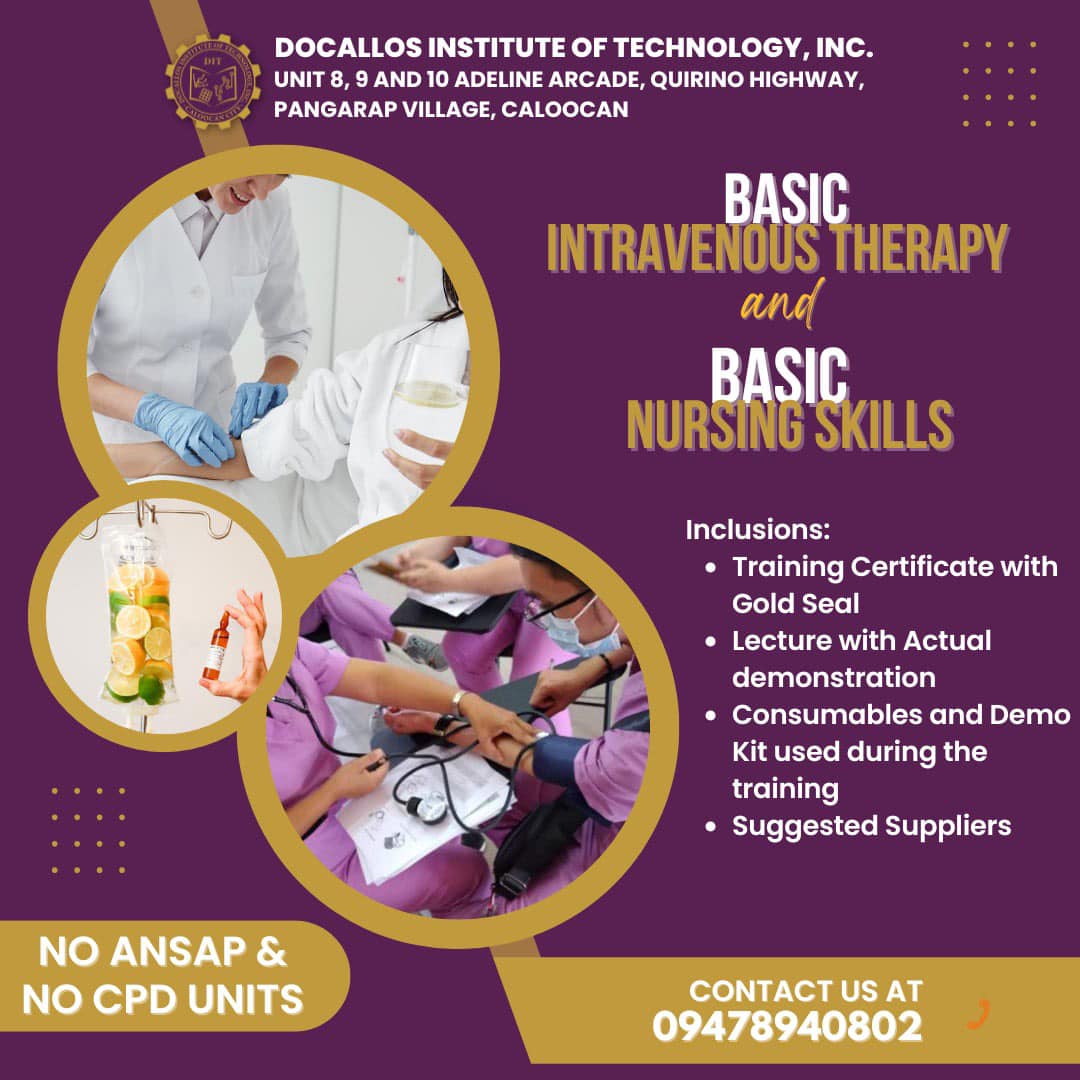 DOCALLOS INSTITUTE OF TECHNOLOGY, INC.
UNIT 8, 9 AND 10 ADELINE ARCADE, QUIRINO HIGHWAY,
PANGARAP VILLAGE, CALOOCAN
DIT
BASIC
INTRAVENOUS THERAPY
and
BASIC
NURSING SKILLS
Inclusions:
• Training Certificate with
Gold Seal
• Lecture with Actual
demonstration
• Consumables and Demo
Kit used during the
training
• Suggested Suppliers
NO ANSAP &
NO CPD UNITS
CONTACT US AT
09478940802